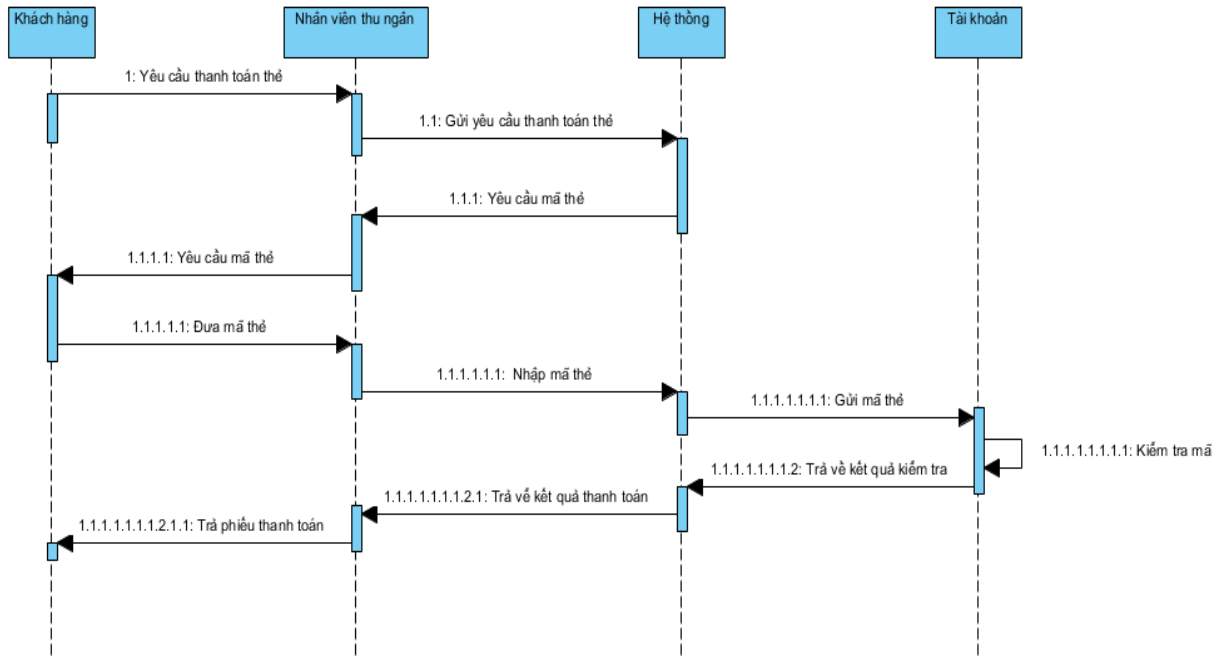 Khách hàng
Nhân viên thu ngân
Hệ thống
Tài khoản
1: Yêu cầu thanh toán thẻ
1.1: Gửi yêu cầu thanh toán thẻ
1.1.1: Yêu cầu mã thẻ
1.1.1.1: Yêu cầu mã thẻ
1.1.1.1.1: Đưa mã thẻ
1.1.1.1.1.1: Nhập mã thẻ
1.1.1.1.1.1.1: Gửi mã thẻ
1.1.1.1.1.1.1.1: Kiểm tra mã
1.1.1.1.1.1.1.2: Trả về kết quả kiểm tra
1.1.1.1.1.1.1.2.1: Trả về kết quả thanh toán
1.1.1.1.1.1.1.2.1.1: Trả phiếu thanh toán